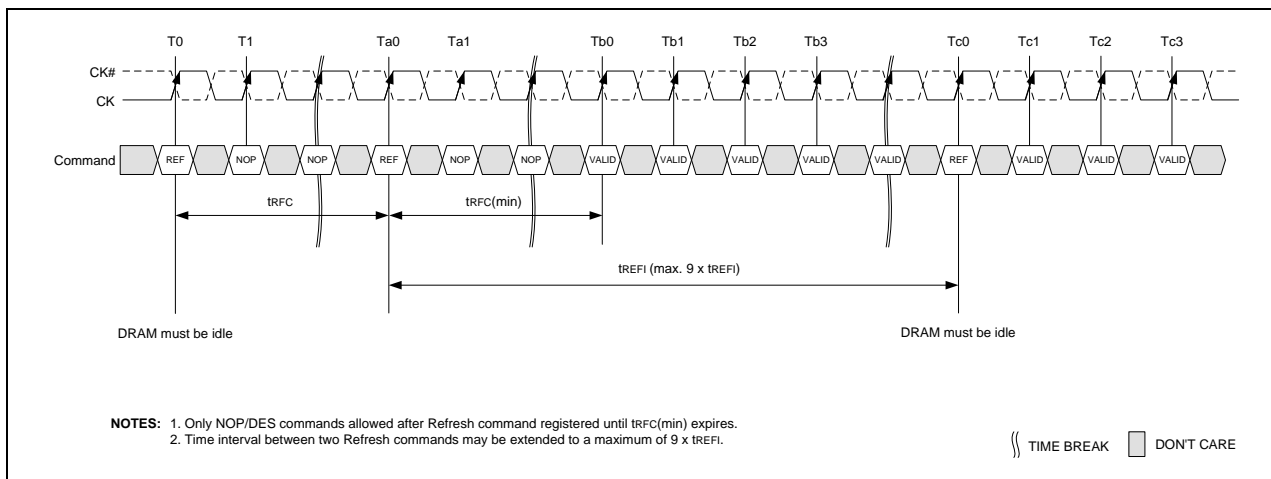 T0 T1 Ta0 Ta1 Tb0 Tb1 Tb2 Tb3 Tc0 Tc1 Tc2 Tc3
CK#
CK
Command REF NOP NOP REF NOP NOP VALID VALID VALID VALID VALID REF VALID VALID VALID
tRFC tRFC(min)
tREFI (max. 9 x tREFI)
DRAM must be idle DRAM must be idle
NOTES: 1. Only NOP/DES commands allowed after Refresh command registered until tRFC(min) expires.
2. Time interval between two Refresh commands may be extended to a maximum of 9 x tREFI.
TIME BREAK DON'T CARE